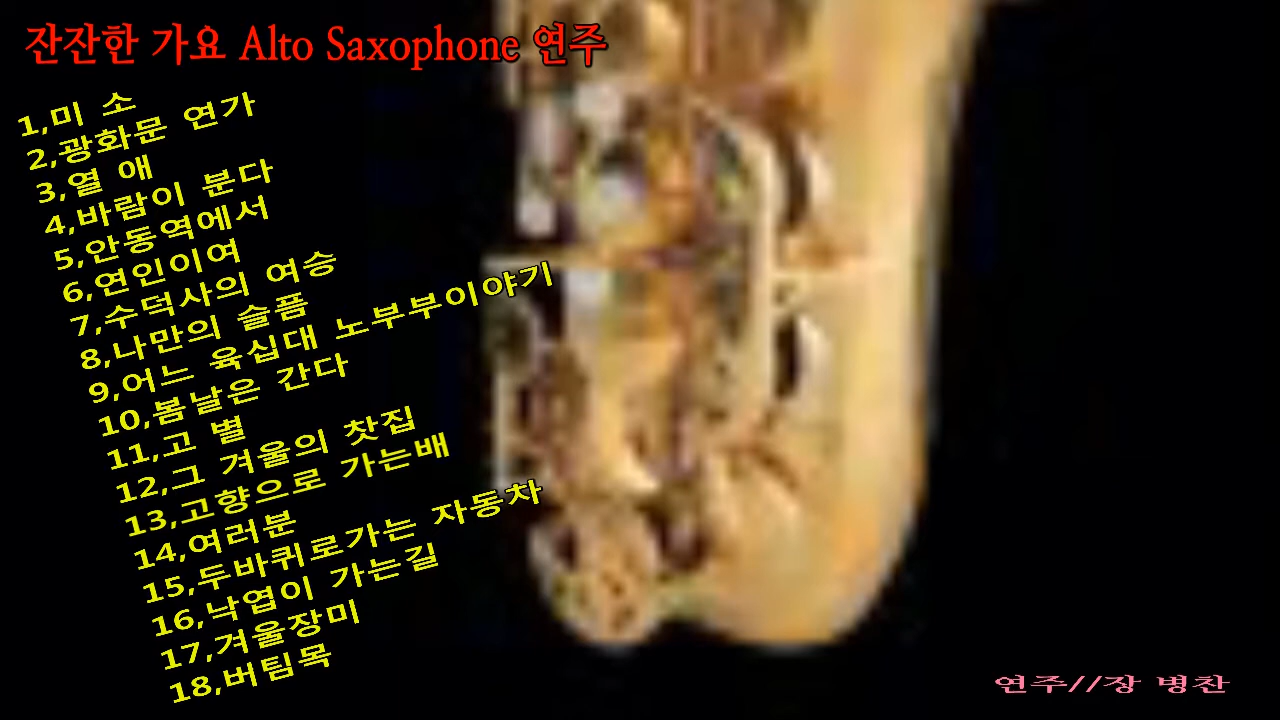 잔잔한 가요 Alto Saxophone 연주
1,미 소
2,광화문 연가
3,열 애
4,바람이 분다
5,안동역에서
6,연인이여
7,수덕사의 여승
8,나만의 슬픔
9,어느 육십대 노부부이야기
10,봄날은 간다
11,고 별
12,그 겨울의 찻집
13,고향으로 가는배
14,여러분
15,두바퀴로가는 자동차
16,낙엽이 가는길
17,겨울장미
18,버팀목
연주//장 병찬